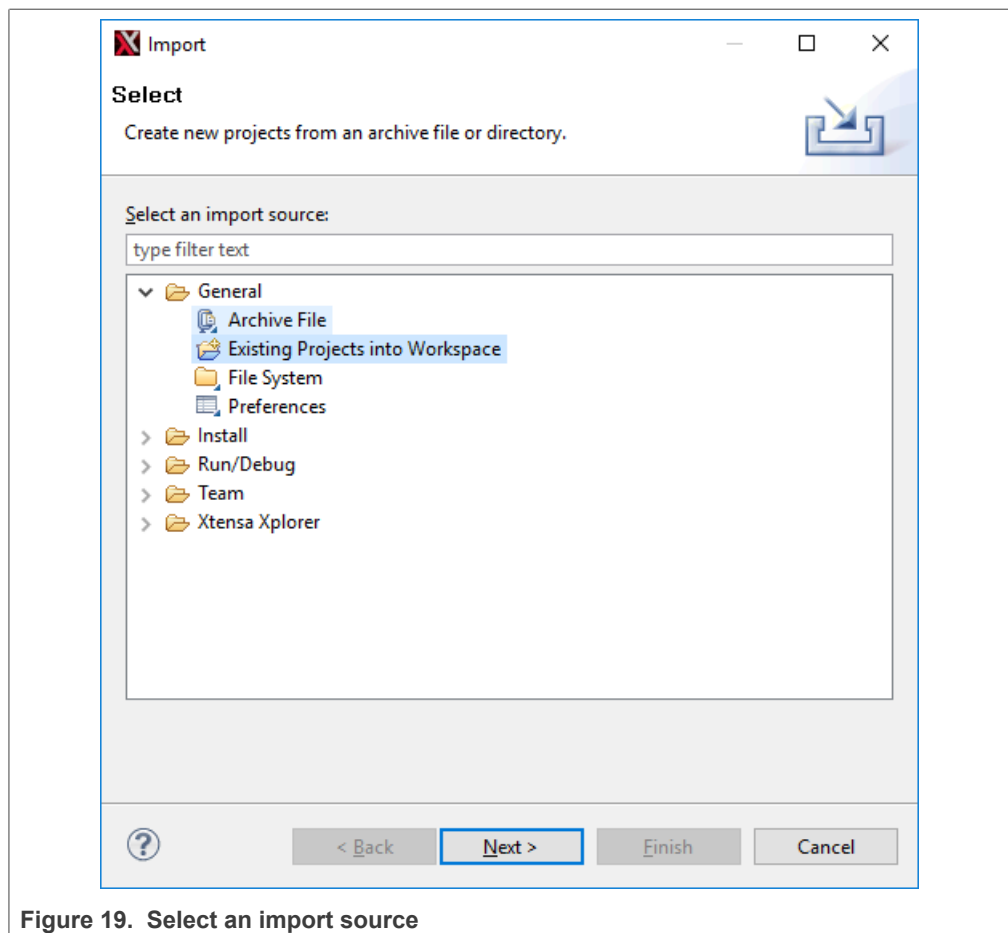 Import
Select
Create new projects from an archive file or directory.
Select an import source:
type filter text
General
Archive File
Existing Projects into Workspace
File System
Preferences
Install
Run/Debug
Team
Xtensa Xplorer
< Back Next > Finish Cancel
Figure 19. Select an import source